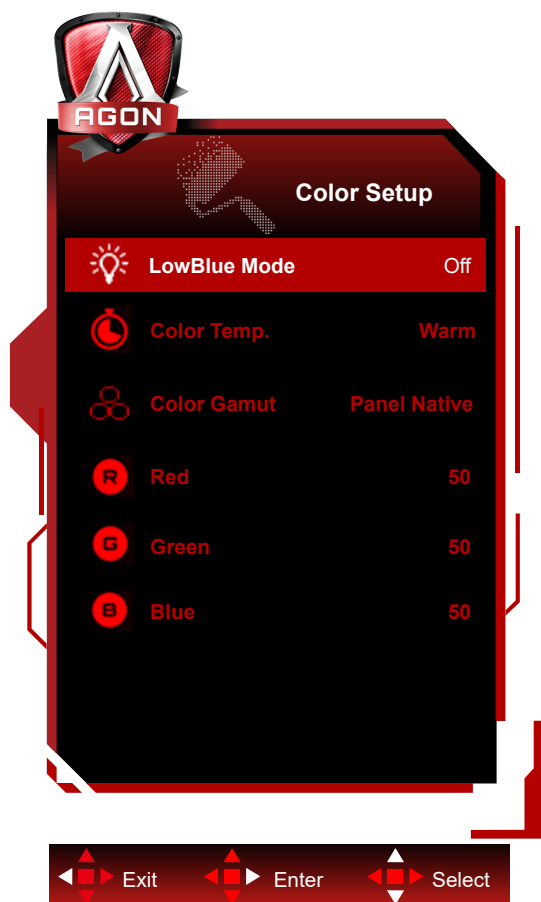 AGON
Color Setup
LowBlue Mode Off
Color Temp. Warm
Color Gamut Panel Native
R Red 50
G Green 50
B Blue 50
Exit Enter Select